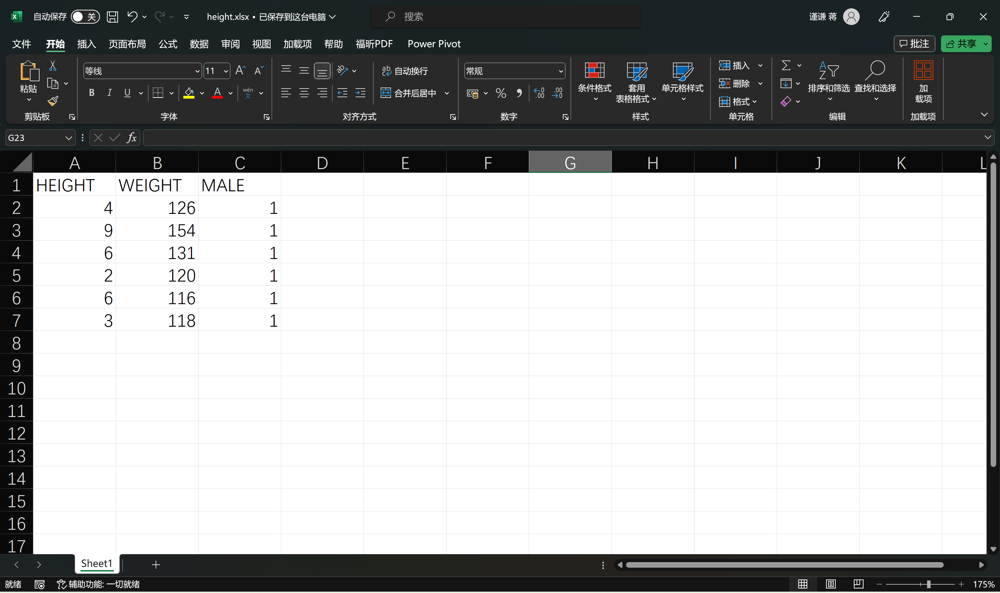 自动保存 关 height.xlsx • 已保存到这台电脑 搜索 谨谦 蒋
文件 开始 插入 页面布局 公式 数据 审阅 视图 加载项 帮助 福昕PDF Power Pivot 批注 共享
粘贴
剪贴板
等线 11 A A
B I U A wén 文
字体
ab 自动换行
合并后居中
对齐方式
常规
% .00 .00
数字
条件格式 套用 表格格式 单元格样式
样式
插入
删除
格式
单元格
排序和筛选 查找和选择
编辑
加 载项
加载项
G23 fx
A B C D E F G H I J K L
1 HEIGHT WEIGHT MALE
2 4 126 1
3 9 154 1
4 6 131 1
5 2 120 1
6 6 116 1
7 3 118 1
8
9
10
11
12
13
14
15
16
17
Sheet1
就绪 辅助功能: 一切就绪 175%